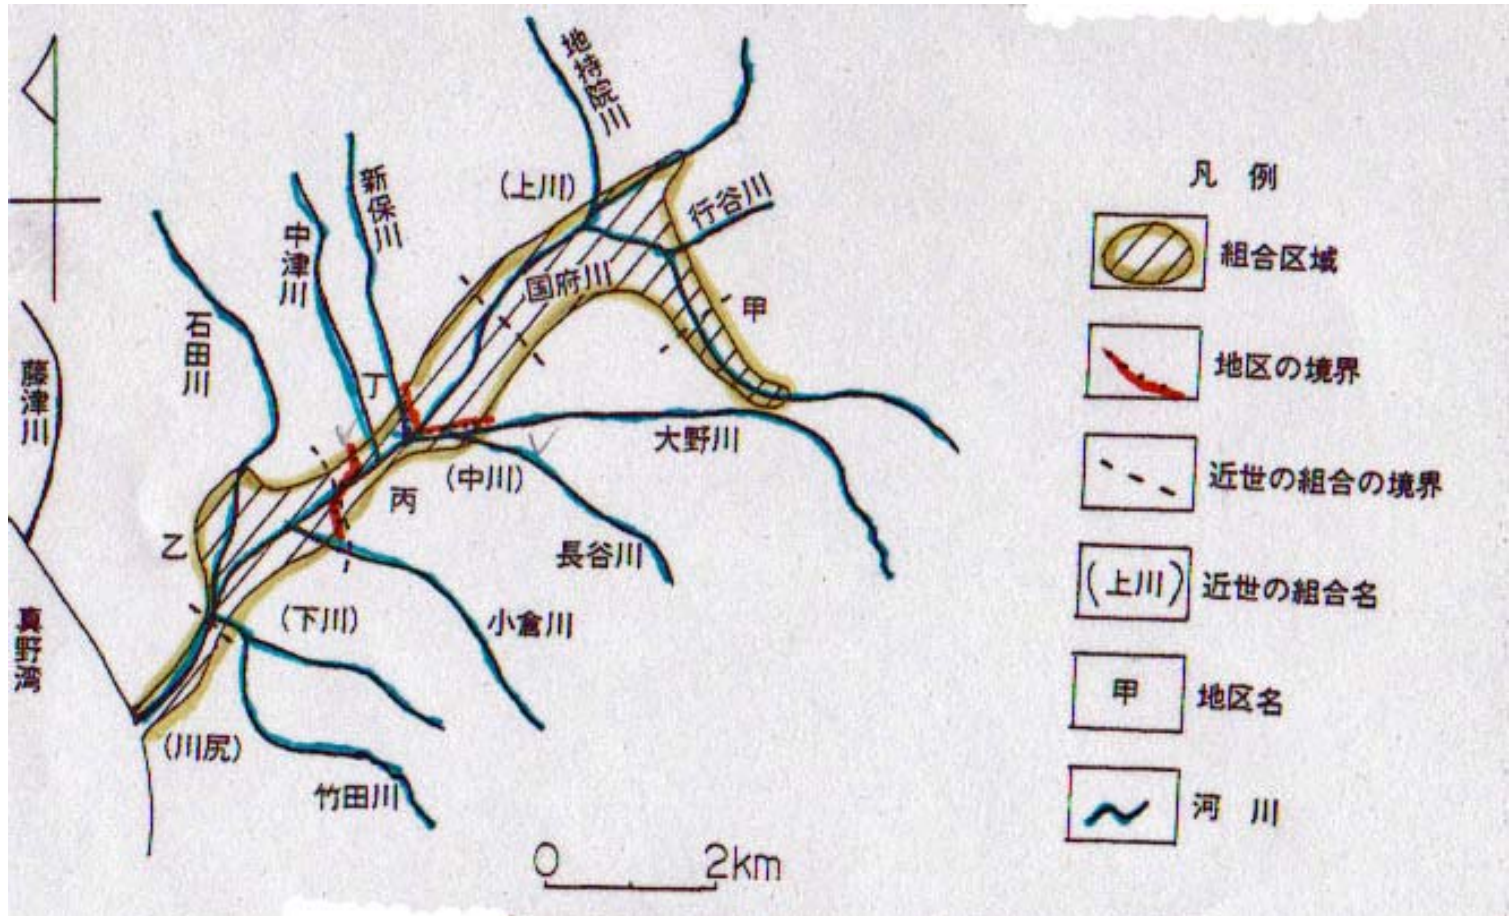 地持院川
(上川)
行谷川
新保川
中津川
国府川
甲
石田川
藤津川
丁
大野川
(中川)
丙
乙
長谷川
(下川)
小倉川
真野湾
(川尻)
竹田川
0 2km
凡 例
組合区域
地区の境界
近世の組合の境界
(上川) 近世の組合名
甲 地区名
河 川